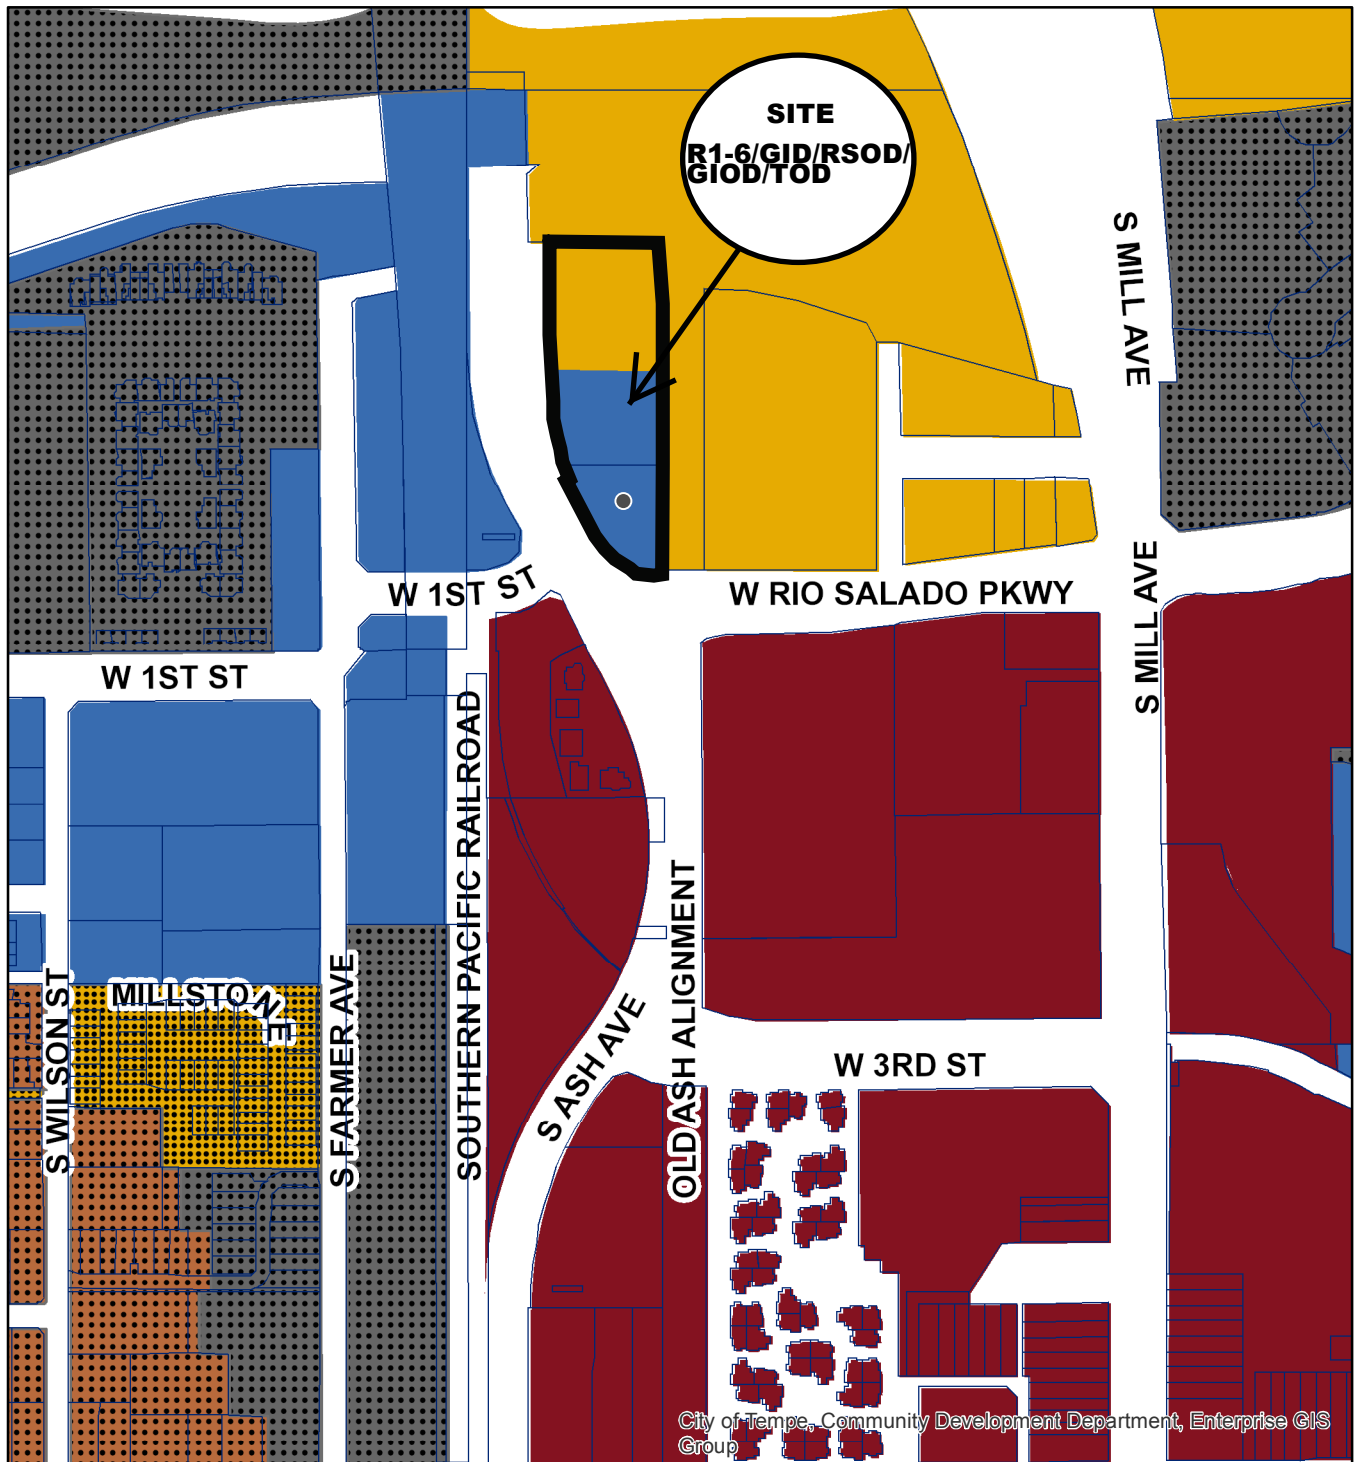 SITE
R1-6/GID/RSOD/
GIOD/TOD
S MILL AVE
W 1ST ST
W RIO SALADO PKWY
S MILL AVE
W 1ST ST
SOUTHERN PACIFIC RAILROAD
OLD ASH ALIGNMENT
MILLSTONE
S WILSON ST
S FARMER AVE
S ASH AVE
W 3RD ST
City of Tempe, Community Development Department, Enterprise GIS
Group